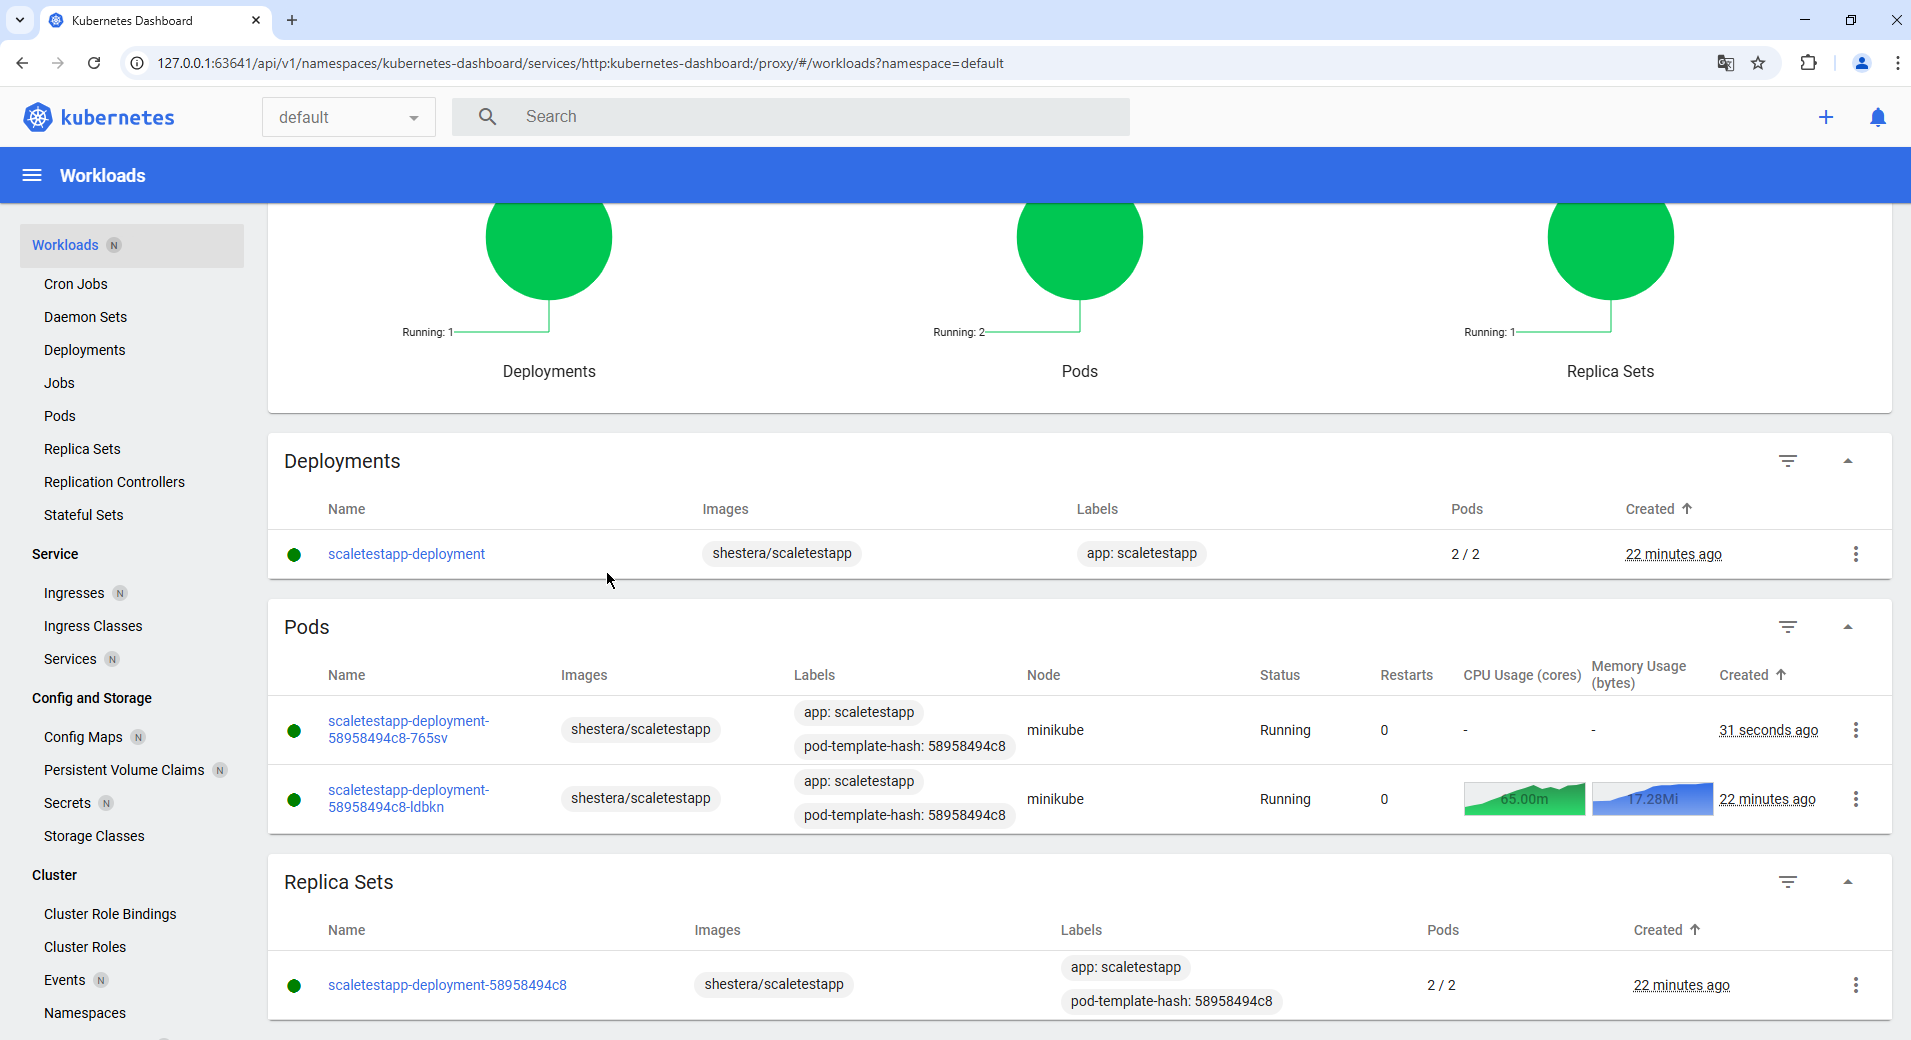 Kubernetes Dashboard
127.0.0.1:63641/api/v1/namespaces/kubernetes-dashboard/services/http:kubernetes-dashboard:/proxy/#/workloads?namespace=default
kubernetes
default
Search
Workloads
Workloads N
Cron Jobs
Daemon Sets
Deployments
Jobs
Pods
Replica Sets
Replication Controllers
Stateful Sets
Service
Ingresses N
Ingress Classes
Services N
Config and Storage
Config Maps N
Persistent Volume Claims N
Secrets N
Storage Classes
Cluster
Cluster Role Bindings
Cluster Roles
Events N
Namespaces
Running: 1
Deployments
Running: 2
Pods
Running: 1
Replica Sets
Deployments
Name Images Labels Pods Created
scaletestapp-deployment shestera/scaletestapp app: scaletestapp 2 / 2 22 minutes ago
Pods
Name Images Labels Node Status Restarts CPU Usage (cores) Memory Usage (bytes) Created
scaletestapp-deployment-
58958494c8-765sv
shestera/scaletestapp
app: scaletestapp
pod-template-hash: 58958494c8
minikube Running 0 - - 31 seconds ago
scaletestapp-deployment-
58958494c8-ldbkn
shestera/scaletestapp
app: scaletestapp
pod-template-hash: 58958494c8
minikube Running 0 65.00m 17.28Mi 22 minutes ago
Replica Sets
Name Images Labels Pods Created
scaletestapp-deployment-58958494c8 shestera/scaletestapp
app: scaletestapp
pod-template-hash: 58958494c8
2 / 2 22 minutes ago